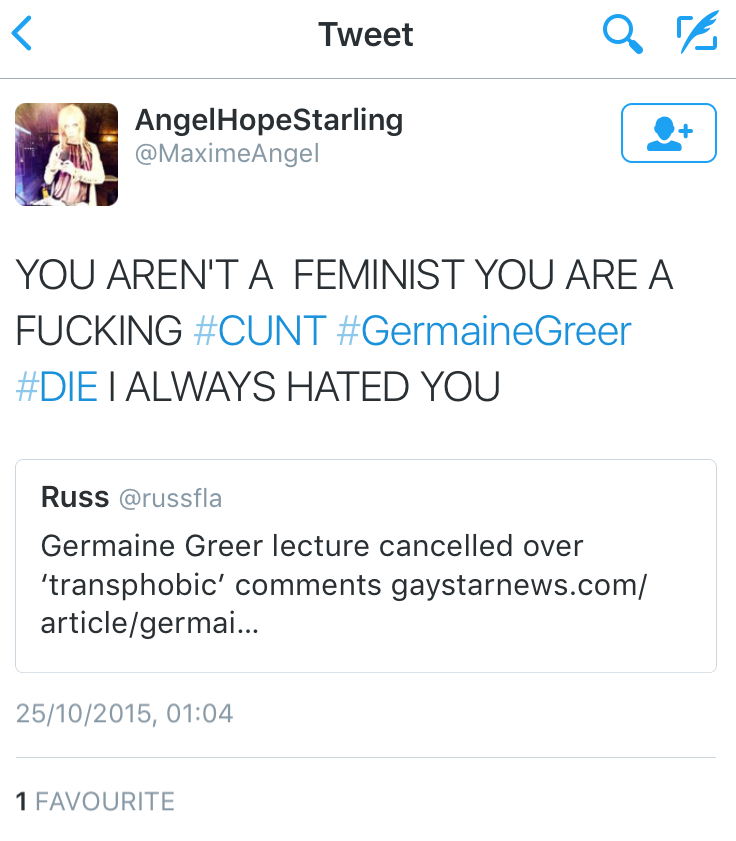 Tweet
AngelHopeStarling
@MaximeAngel
YOU AREN'T A  FEMINIST YOU ARE A
FUCKING #CUNT #GermaineGreer
#DIE I ALWAYS HATED YOU
Russ @russfla
Germaine Greer lecture cancelled over
‘transphobic’ comments gaystarnews.com/
article/germai...
25/10/2015, 01:04
1 FAVOURITE